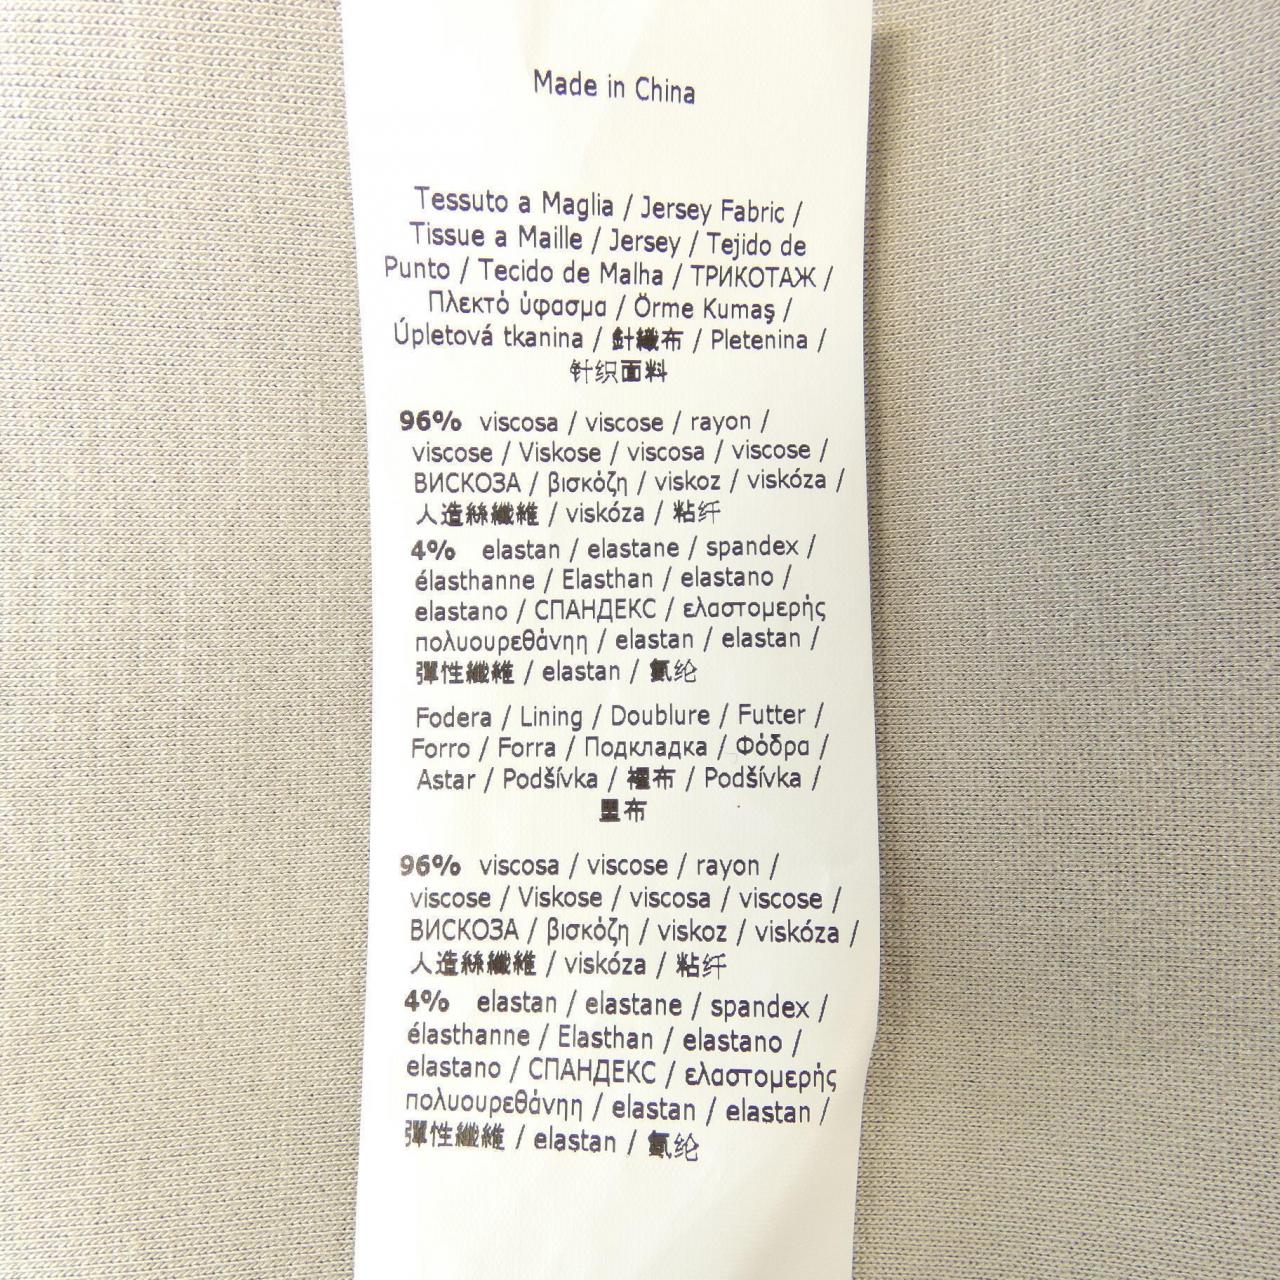 Made in China
Tessuto a Maglia / Jersey Fabric /
Tissue a Maille / Jersey / Tejido de
Punto / Tecido de Malha / ТРИКОТАЖ /
Πλεκτό ύφασμα / Örme Kumaş /
Úpletová tkanina / 針織布 / Pletenina /
针织面料
96% viscosa / viscose / rayon /
viscose / Viskose / viscosa / viscose /
ВИСКОЗА / βισκόζη / viskoz / viskóza /
人造絲纖維 / viskóza / 粘纤
4% elastan / elastane / spandex /
élasthanne / Elasthan / elastano /
elastano / СПАНДЕКС / ελαστομερής
πολυουρεθάνηη / elastan / elastan /
彈性纖維 / elastan / 氨纶
Fodera / Lining / Doublure / Futter /
Forro / Forra / Подкладка / Φόδρα /
Astar / Podšívka / 裡布 / Podšívka /
里布
96% viscosa / viscose / rayon /
viscose / Viskose / viscosa / viscose /
ВИСКОЗА / βισκόζη / viskoz / viskóza /
人造絲纖維 / viskóza / 粘纤
4% elastan / elastane / spandex /
élasthanne / Elasthan / elastano /
elastano / СПАНДЕКС / ελαστομερής
πολυουρεθάνηη / elastan / elastan /
彈性纖維 / elastan / 氨纶